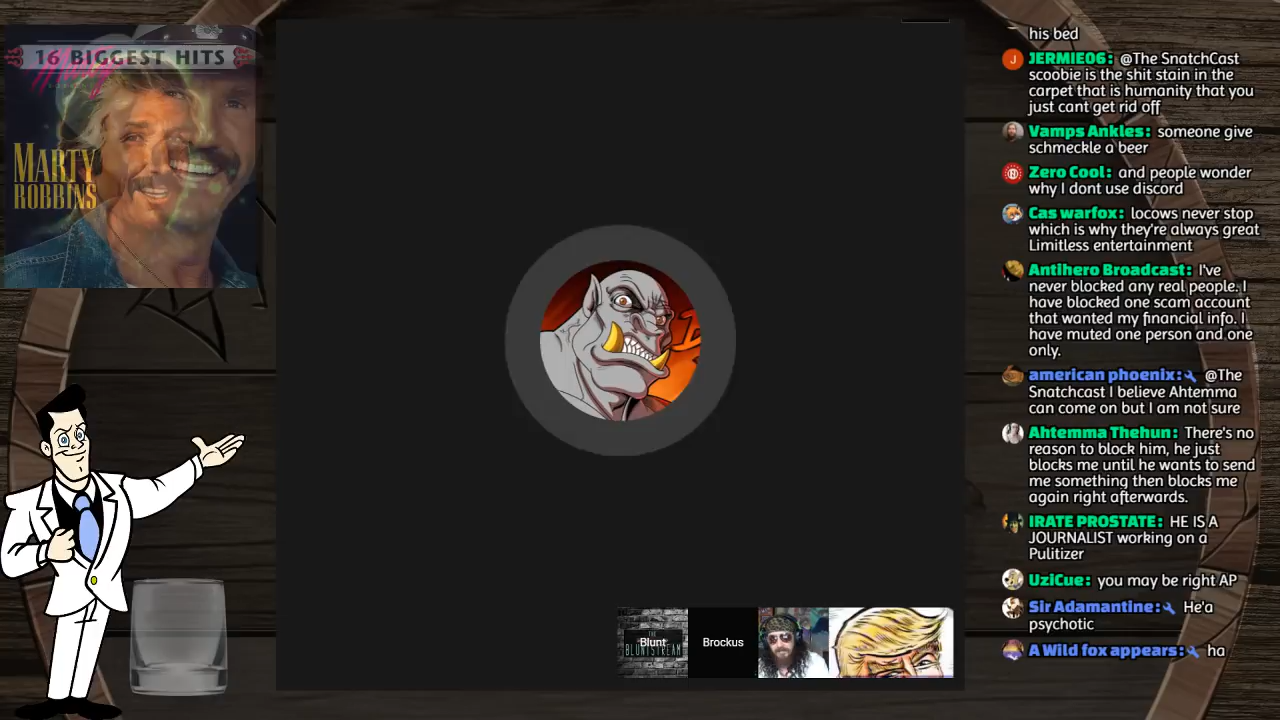 16 BIGGEST HITS
MARTY
ROBBINS
Blunt
THE
BLUNTSTREAM
Brockus
his bed
JERMIE06: @The SnatchCast
scoobie is the shit stain in the
carpet that is humanity that you
just cant get rid off
Vamps Ankles: someone give
schmeckle a beer
Zero Cool: and people wonder
why I dont use discord
Cas warfox: locows never stop
which is why they're always great
Limitless entertainment
Antihero Broadcast: I've
never blocked any real people. I
have blocked one scam account
that wanted my financial info. I
have muted one person and one
only.
american phoenix: @The
Snatchcast I believe Ahtemma
can come on but I am not sure
Ahtemma Thehun: There's no
reason to block him, he just
blocks me until he wants to send
me something then blocks me
again right afterwards.
IRATE PROSTATE: HE IS A
JOURNALIST working on a
Pulitizer
UziCue: you may be right AP
Sir Adamantine: He'a
psychotic
A Wild fox appears: ha